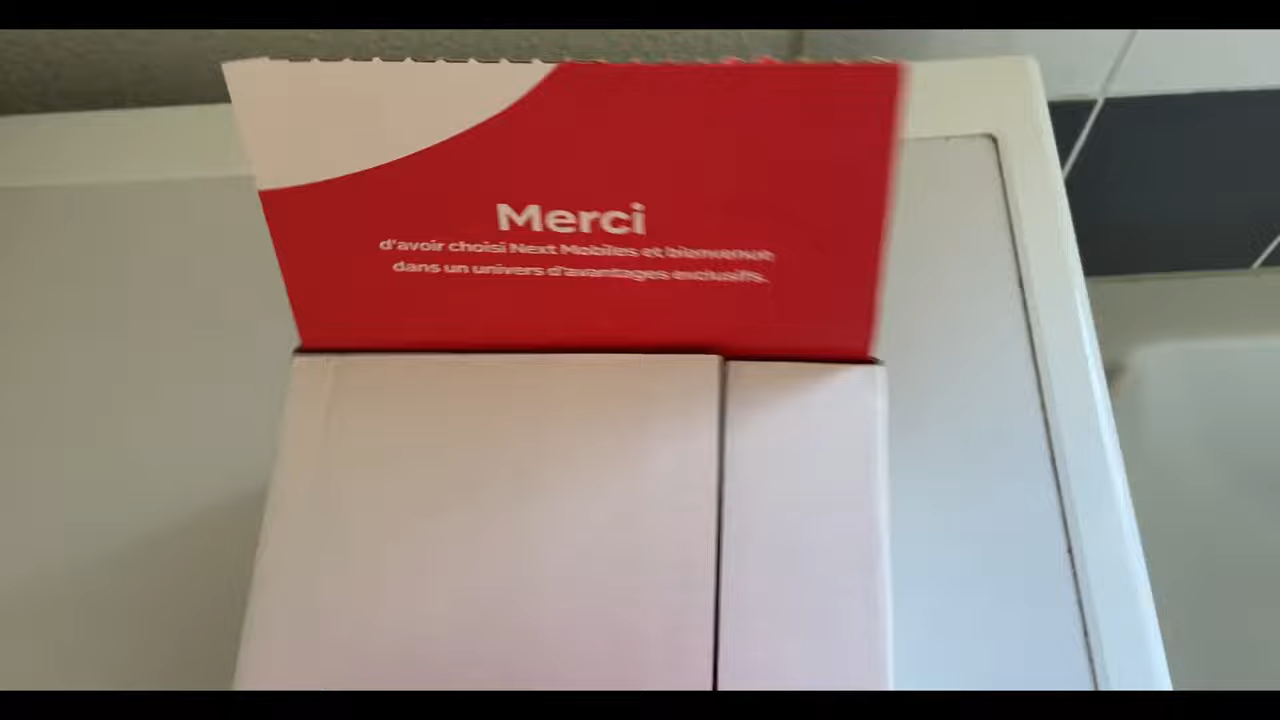 Merci
d'avoir choisi Next Mobiles et bienvenue
dans un univers d'avantages exclusifs.